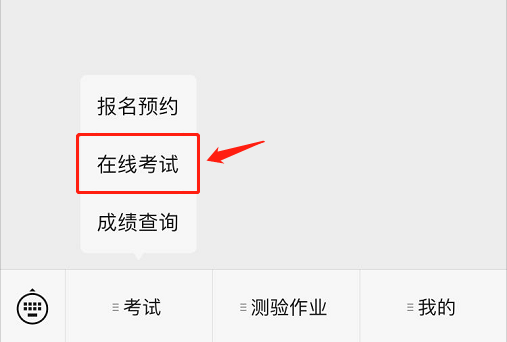 报名预约
在线考试
成绩查询
考试
测验作业
我的